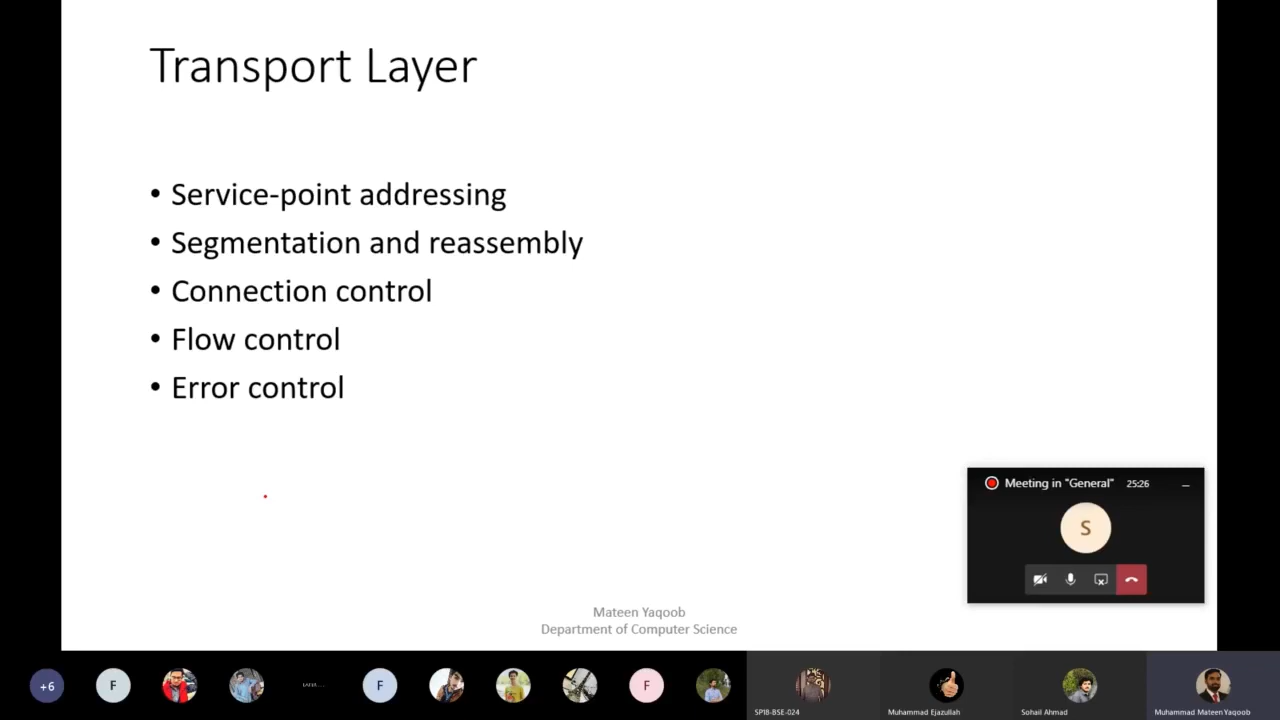 Transport Layer
• Service-point addressing
• Segmentation and reassembly
• Connection control
• Flow control
• Error control
Meeting in "General" 25:26
S
Mateen Yaqoob
Department of Computer Science
+6
F
F
F
SP18-BSE-024
Muhammad Ejazullah
Sohail Ahmad
Muhammad Mateen Yaqoob